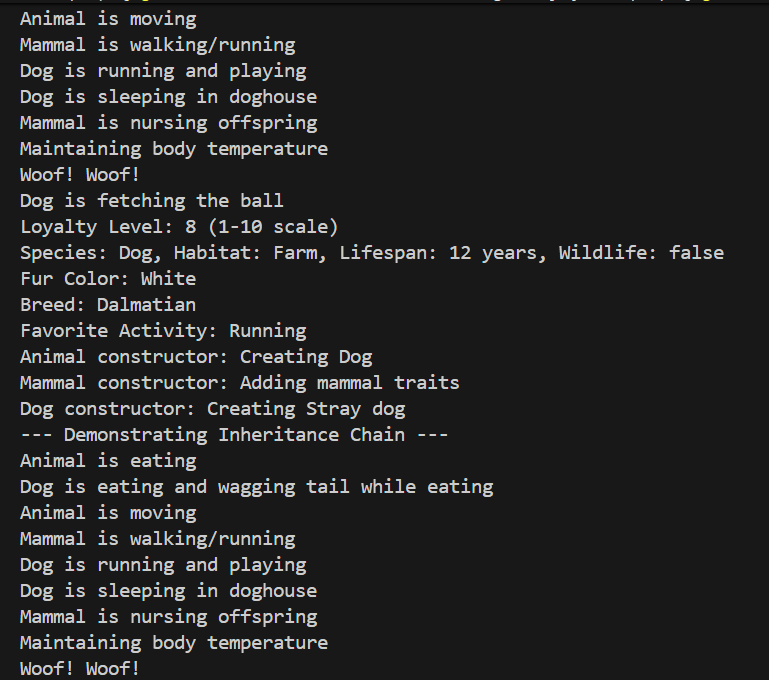 Animal is moving
Mammal is walking/running
Dog is running and playing
Dog is sleeping in doghouse
Mammal is nursing offspring
Maintaining body temperature
Woof! Woof!
Dog is fetching the ball
Loyalty Level: 8 (1-10 scale)
Species: Dog, Habitat: Farm, Lifespan: 12 years, Wildlife: false
Fur Color: White
Breed: Dalmatian
Favorite Activity: Running
Animal constructor: Creating Dog
Mammal constructor: Adding mammal traits
Dog constructor: Creating Stray dog
--- Demonstrating Inheritance Chain ---
Animal is eating
Dog is eating and wagging tail while eating
Animal is moving
Mammal is walking/running
Dog is running and playing
Dog is sleeping in doghouse
Mammal is nursing offspring
Maintaining body temperature
Woof! Woof!